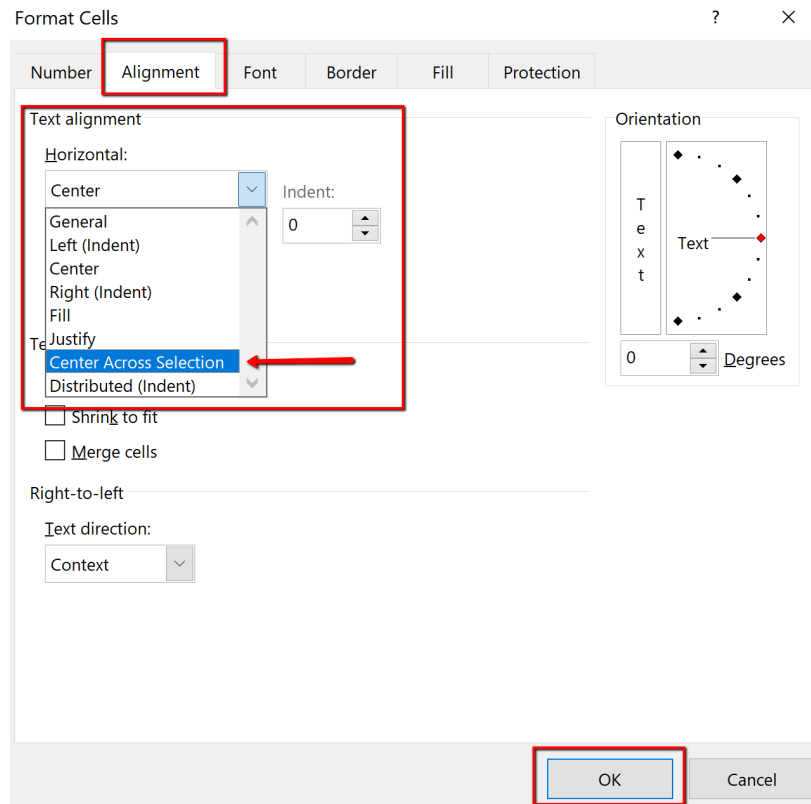 Format Cells ? ×
Number Alignment Font Border Fill Protection
Text alignment
Horizontal:
Center
Indent:
0
General
Left (Indent)
Center
Right (Indent)
Fill
Justify
Center Across Selection
Distributed (Indent)
Te
Shrink to fit
Merge cells
Right-to-left
Text direction:
Context
Orientation
T
e
x
t
Text
0 Degrees
OK Cancel